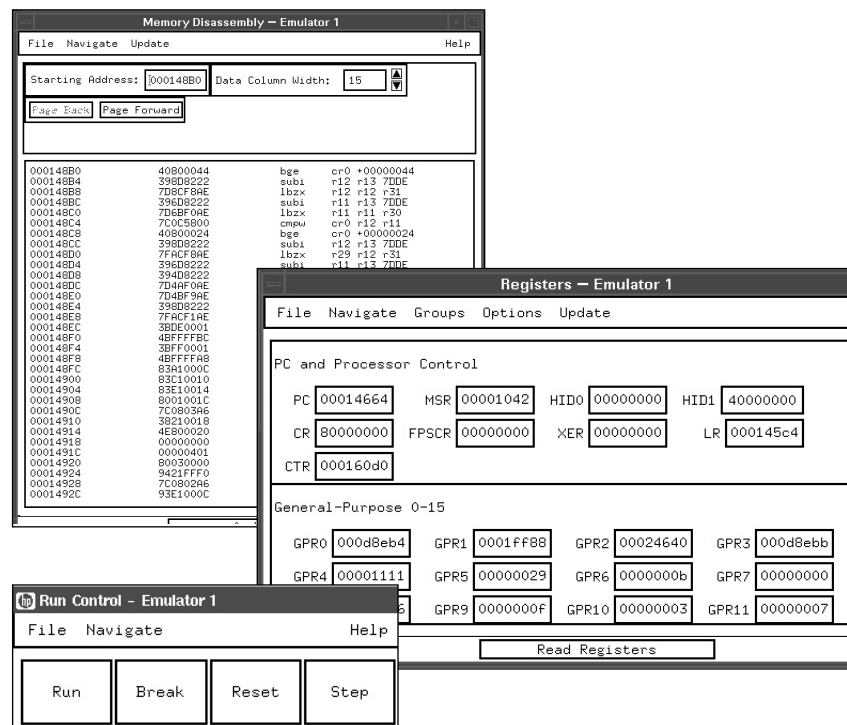 Memory Disassembly — Emulator 1
File Navigate Update Help
Starting Address: 000148B0 Data Column Width: 15
Page Back Page Forward
000148B0 40800044 bge cr0 +00000044
000148B4 398D8222 subi r12 r13 7DDE
000148B8 7D8CF8AE lbzx r12 r12 r31
000148BC 396D8222 subi r11 r13 7DDE
000148C0 7D6BF0AE lbzx r11 r11 r30
000148C4 7C0C5800 cmpw cr0 r12 r11
000148C8 40800024 bge cr0 +00000024
000148CC 398D8222 subi r12 r13 7DDE
000148D0 7FACF8AE lbzx r29 r12 r31
000148D4 396D8222 subi r11 r13 7DDE
000148D8 394D8222
000148DC 7D4AF0AE
000148E0 7D4BF9AE
000148E4 398D8222
000148E8 7FACF1AE
000148EC 3BDE0001
000148F0 4BFFFFBC
000148F4 3BFF0001
000148F8 4BFFFFA8
000148FC 83A1000C
00014900 83C10010
00014904 83E10014
00014908 8001001C
0001490C 7C0803A6
00014910 38210018
00014914 4E800020
00014918 00000000
0001491C 00000401
00014920 80030000
00014924 9421FFF0
00014928 7C0802A6
0001492C 93E1000C
Registers — Emulator 1
File Navigate Groups Options Update
PC and Processor Control
PC 00014664 MSR 00001042 HID0 00000000 HID1 40000000
CR 80000000 FPSCR 00000000 XER 00000000 LR 000145c4
CTR 000160d0
General-Purpose 0-15
GPR0 000d8eb4 GPR1 0001ff88 GPR2 00024640 GPR3 000d8ebb
GPR4 00001111 GPR5 00000029 GPR6 0000000b GPR7 00000000
6 GPR9 0000000f GPR10 00000003 GPR11 00000007
Read Registers
hp Run Control - Emulator 1
File Navigate Help
Run Break Reset Step